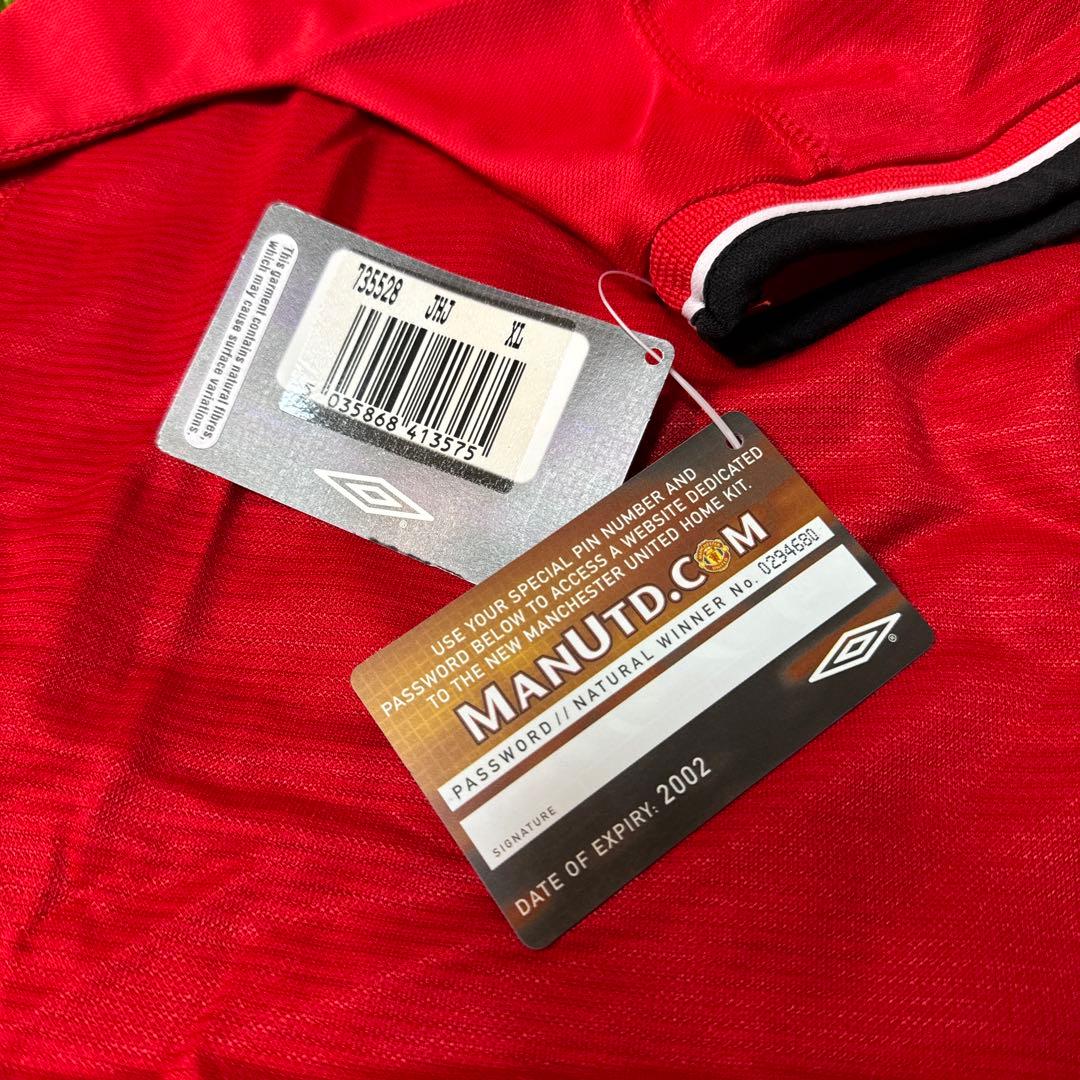 This garment contains natural fibres,
which may cause surface variations.
735528 JHJ XL
5 035868 413575
USE YOUR SPECIAL PIN NUMBER AND
PASSWORD BELOW TO ACCESS A WEBSITE DEDICATED
TO THE NEW MANCHESTER UNITED HOME KIT.
MANUTD.COM
PASSWORD//NATURAL WINNER No. 0294680
SIGNATURE
DATE OF EXPIRY: 2002